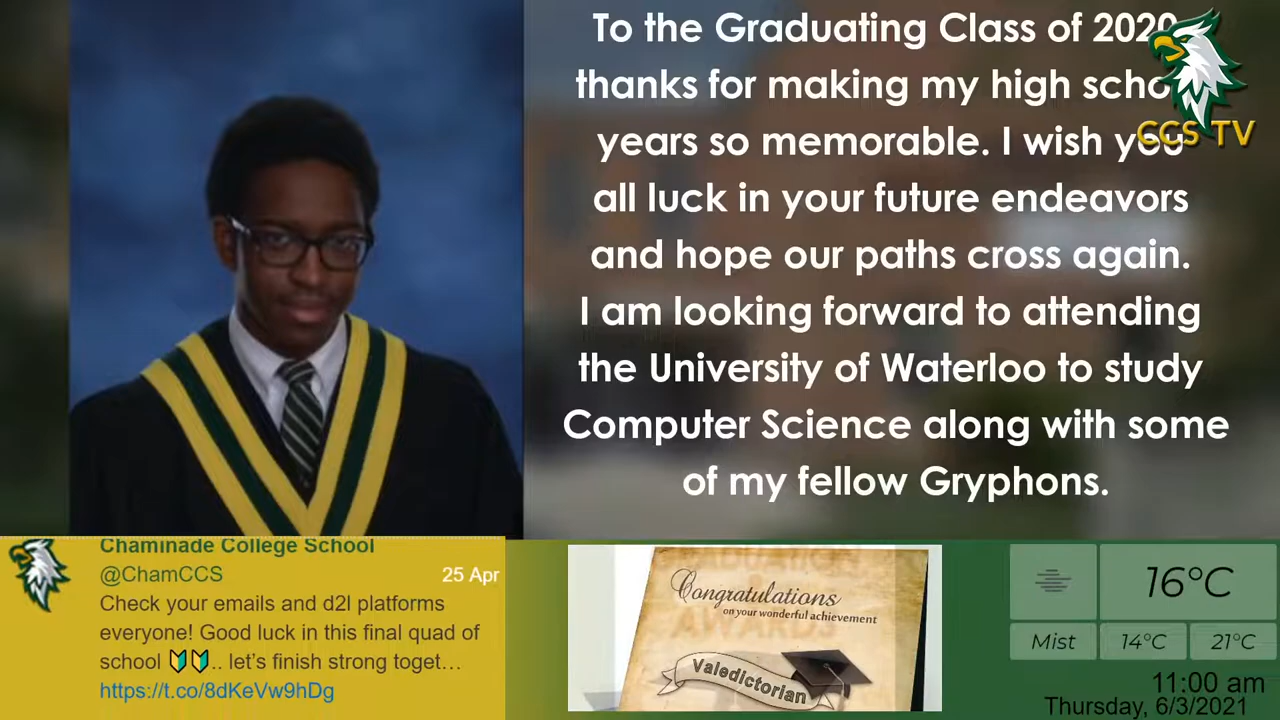 To the Graduating Class of 2020
thanks for making my high
years so memorable. I wish you
all luck in your future endeavors
and hope our paths cross again.
I am looking forward to attending
the University of Waterloo to study
Computer Science along with some
of my fellow Gryphons.
CCS TV
Chaminade College School
@ChamCCS
25 Apr
Check your emails and d2l platforms
everyone! Good luck in this final quad of
school 🔰🔰.. let's finish strong toget…
https://t.co/8dKeVw9hDg
Congratulations
on your wonderful achievement
AWARDS
Valedictorian
16°C
Mist
14°C
21°C
11:00 am
Thursday, 6/3/2021